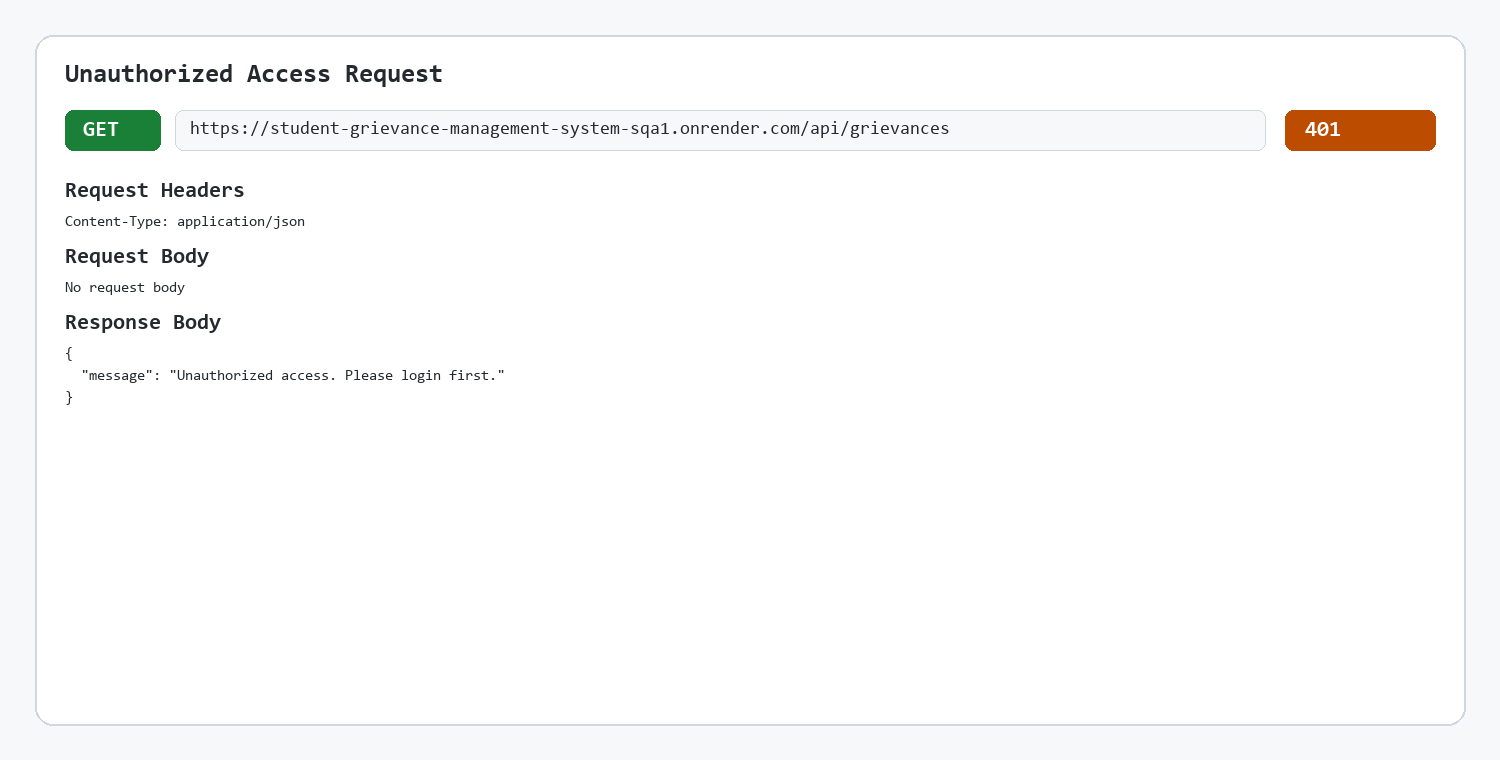 Unauthorized Access Request
GET https://student-grievance-management-system-sqa1.onrender.com/api/grievances 401
Request Headers
Content-Type: application/json
Request Body
No request body
Response Body
{
  "message": "Unauthorized access. Please login first."
}